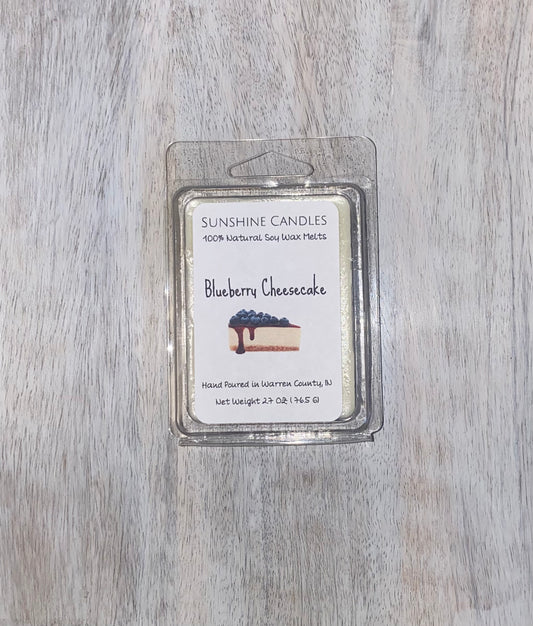 SUNSHINE CANDLES
100% Natural Soy Wax Melts
Blueberry Cheesecake
Hand Poured in Warren County, IN
Net Weight 2.7 Oz (76.5 G)